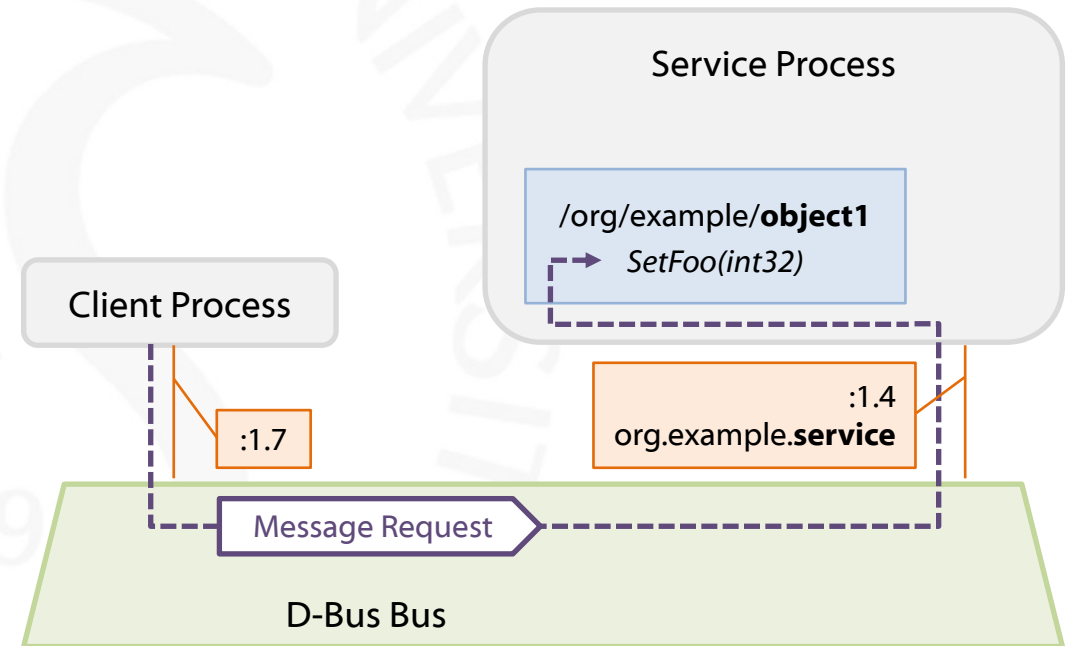 Service Process
/org/example/object1
SetFoo(int32)
Client Process
:1.7
:1.4
org.example.service
Message Request
D-Bus Bus